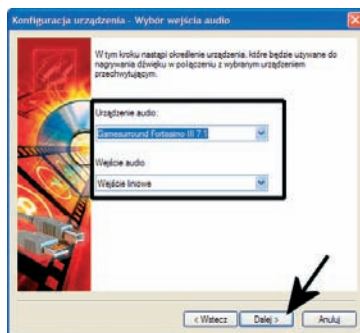 Konfiguracja urządzenia - Wybór wejścia audio
W tym kroku nastąpi określenie urządzenia, które będzie używane do
nagrywania dźwięku w połączeniu z wybranym urządzeniem
przechwytującym.
Urządzenie audio:
Gamesurround Fortissimo III 7.1
Wejście audio
Wejście liniowe
< Wstecz
Dalej >
Anuluj